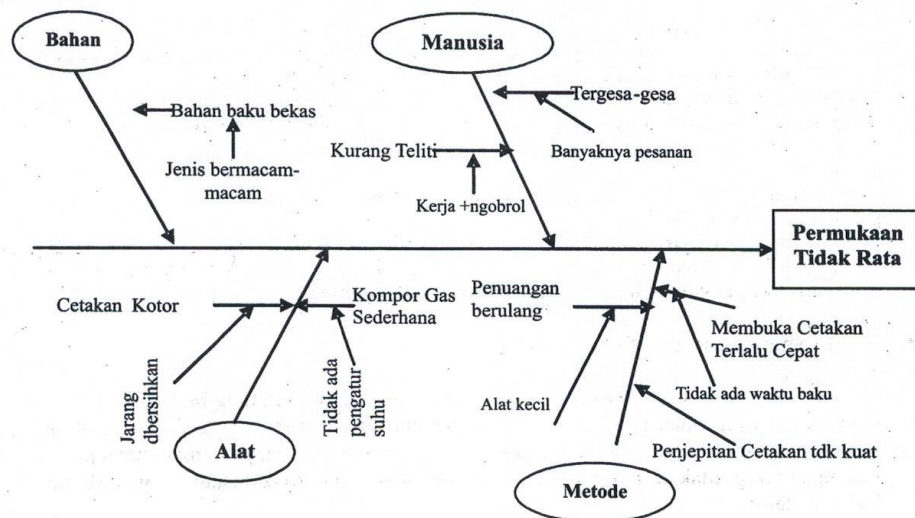 Bahan
Manusia
Bahan baku bekas
Jenis bermacam-
macam
Tergesa-gesa
Banyaknya pesanan
Kurang Teliti
Kerja +ngobrol
Permukaan
Tidak Rata
Cetakan Kotor
Kompor Gas
Sederhana
Jarang
dbersihkan
Tidak ada
pengatur
suhu
Alat
Penuangan
berulang
Alat kecil
Membuka Cetakan
Terlalu Cepat
Tidak ada waktu baku
Penjepitan Cetakan tdk kuat
Metode